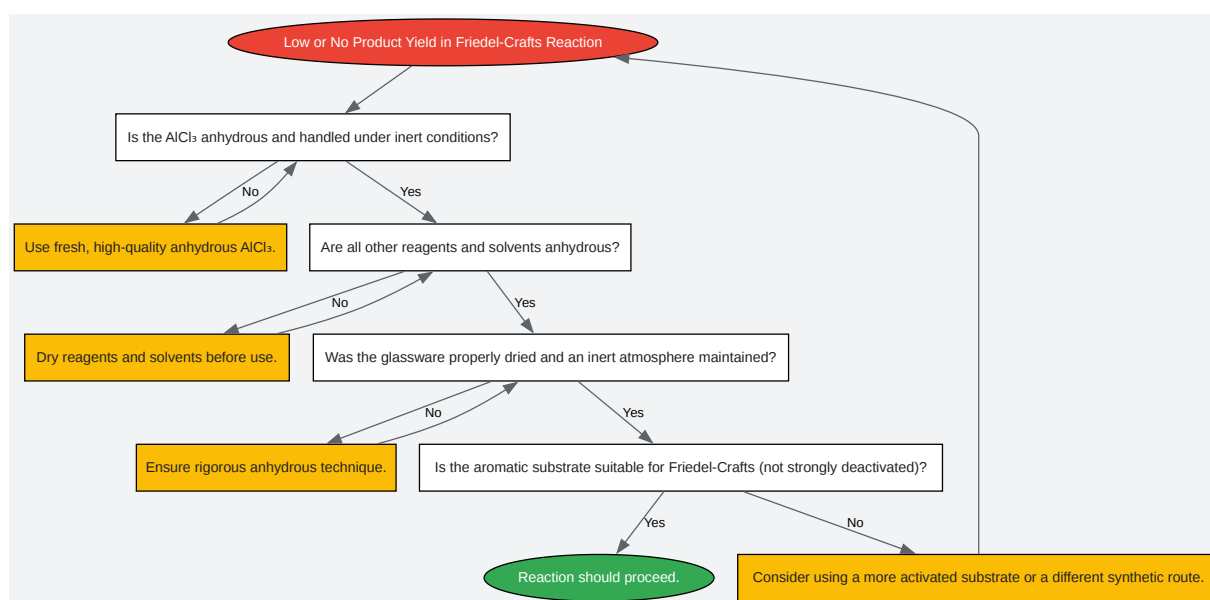 Low or No Product Yield in Friedel-Crafts Reaction
Is the AlCl₃ anhydrous and handled under inert conditions?
No
Yes
Use fresh, high-quality anhydrous AlCl₃.
Are all other reagents and solvents anhydrous?
No
Yes
Dry reagents and solvents before use.
Was the glassware properly dried and an inert atmosphere maintained?
No
Yes
Ensure rigorous anhydrous technique.
Is the aromatic substrate suitable for Friedel-Crafts (not strongly deactivated)?
Yes
No
Reaction should proceed.
Consider using a more activated substrate or a different synthetic route.